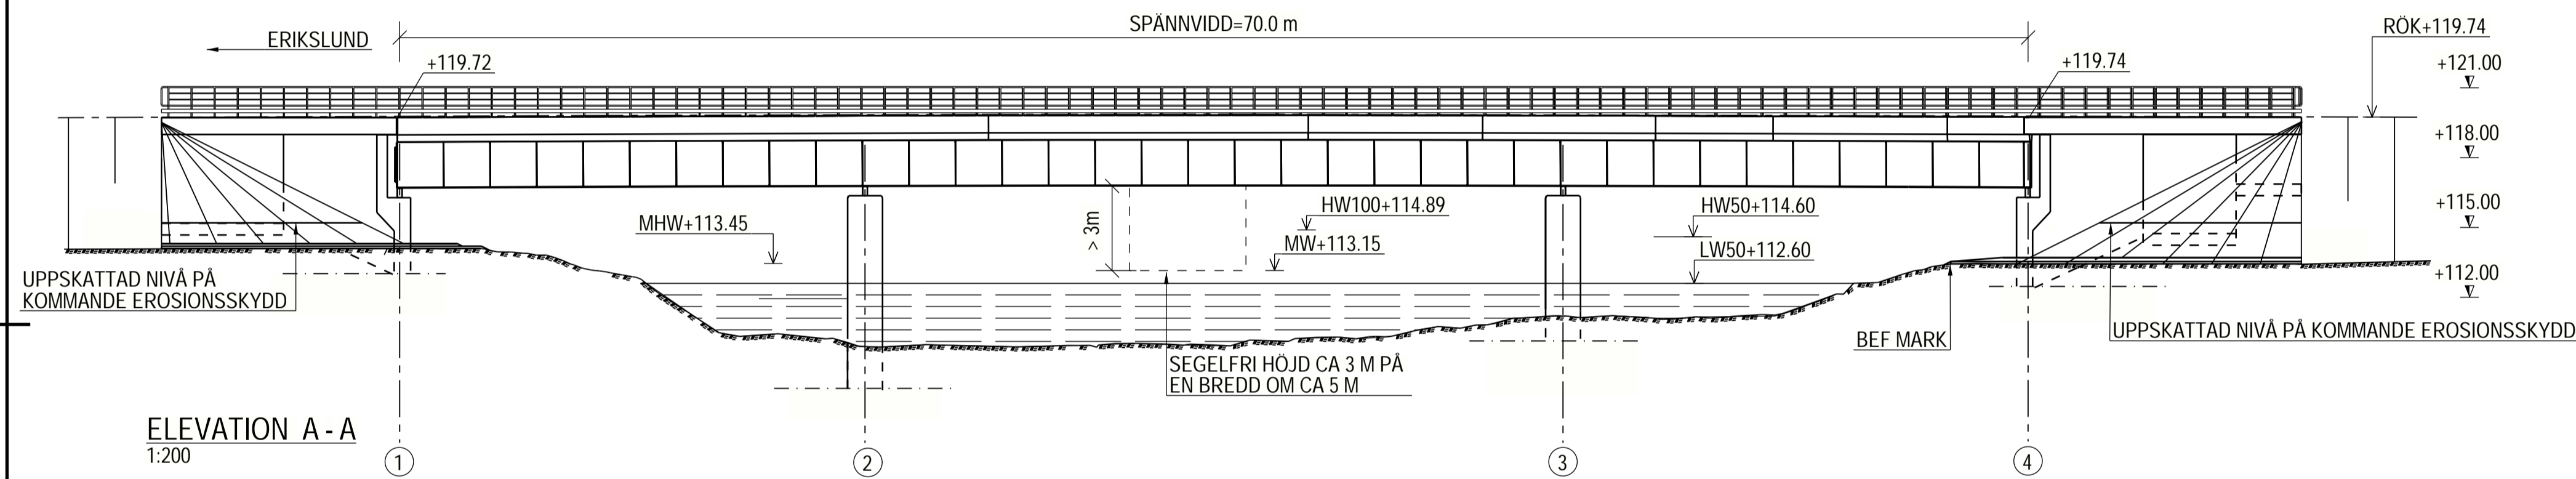 SPÄNNVIDD=70.0 m
ERIKSLUND
RÖK+119.74
+119.72
+119.74
+121.00
+118.00
+115.00
+112.00
MHW+113.45
> 3m
HW100+114.89
MW+113.15
HW50+114.60
LW50+112.60
UPPSKATTAD NIVÅ PÅ
KOMMANDE EROSIONSSKYDD
SEGELFRI HÖJD CA 3 M PÅ
EN BREDD OM CA 5 M
BEF MARK
UPPSKATTAD NIVÅ PÅ KOMMANDE EROSIONSSKYDD
ELEVATION A - A
1:200
1
2
3
4